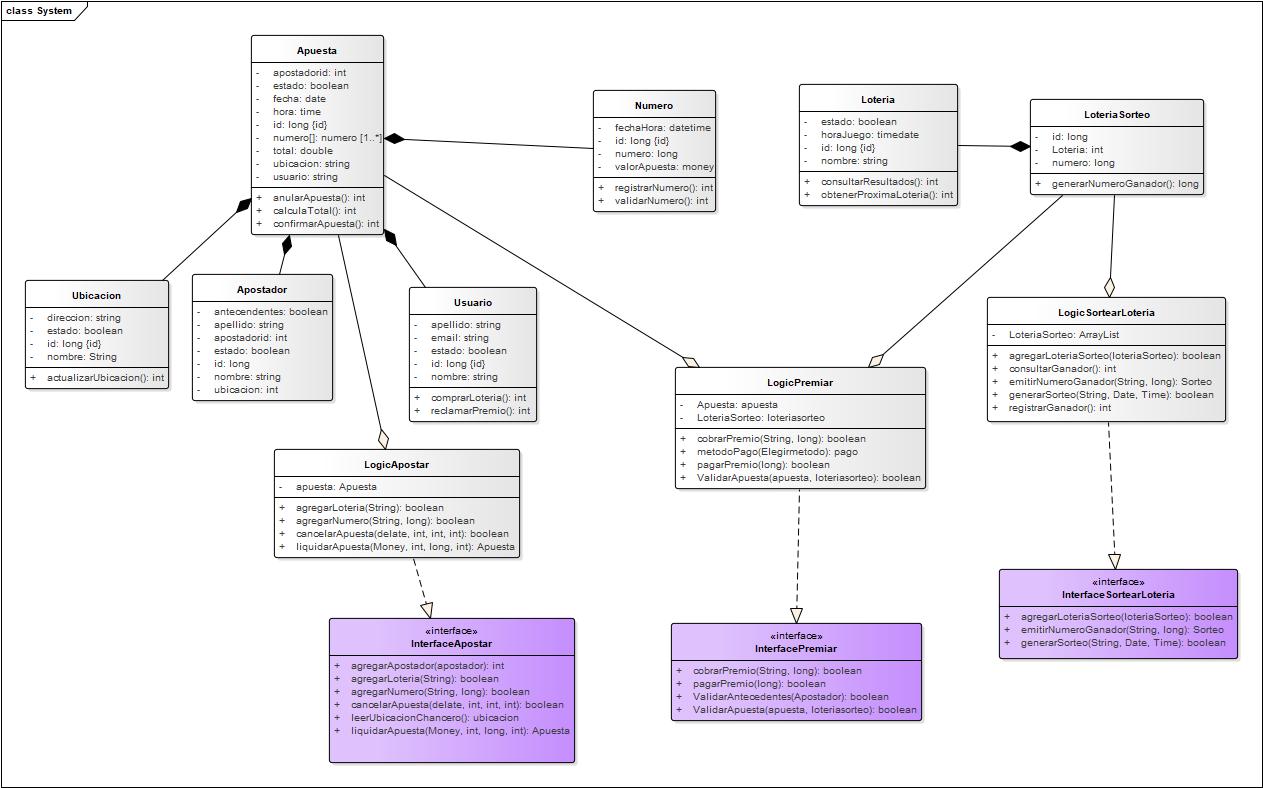 class System
Apuesta
- apostadorid: int
- estado: boolean
- fecha: date
- hora: time
- id: long {id}
- numero[]: numero [1..*]
- total: double
- ubicacion: string
- usuario: string
+ anularApuesta(): int
+ calculaTotal(): int
+ confirmarApuesta(): int
Numero
- fechaHora: datetime
- id: long {id}
- numero: long
- valorApuesta: money
+ registrarNumero(): int
+ validarNumero(): int
Loteria
- estado: boolean
- horaJuego: timedate
- id: long {id}
- nombre: string
+ consultarResultados(): int
+ obtenerProximaLoteria(): int
LoteriaSorteo
- id: long
- Loteria: int
- numero: long
+ generarNumeroGanador(): long
Ubicacion
- direccion: string
- estado: boolean
- id: long {id}
- nombre: String
+ actualizarUbicacion(): int
Apostador
- antecendentes: boolean
- apellido: string
- apostadorid: int
- estado: boolean
- id: long
- nombre: string
- ubicacion: int
Usuario
- apellido: string
- email: string
- estado: boolean
- id: long {id}
- nombre: string
+ comprarLoteria(): int
+ reclamarPremio(): int
LogicSortearLoteria
- LoteriaSorteo: ArrayList
+ agregarLoteriaSorteo(loteriaSorteo): boolean
+ consultarGanador(): int
+ emitirNumeroGanador(String, long): Sorteo
+ generarSorteo(String, Date, Time): boolean
+ registrarGanador(): int
LogicPremiar
- Apuesta: apuesta
- LoteriaSorteo: loteriasorteo
+ cobrarPremio(String, long): boolean
+ metodoPago(Elegirmetodo): pago
+ pagarPremio(long): boolean
+ ValidarApuesta(apuesta, loteriasorteo): boolean
LogicApostar
- apuesta: Apuesta
+ agregarLoteria(String): boolean
+ agregarNumero(String, long): boolean
+ cancelarApuesta(delate, int, int, int): boolean
+ liquidarApuesta(Money, int, long, int): Apuesta
«interface»
InterfaceApostar
+ agregarApostador(apostador): int
+ agregarLoteria(String): boolean
+ agregarNumero(String, long): boolean
+ cancelarApuesta(delate, int, int, int): boolean
+ leerUbicacionChancero(): ubicacion
+ liquidarApuesta(Money, int, long, int): Apuesta
«interface»
InterfacePremiar
+ cobrarPremio(String, long): boolean
+ pagarPremio(long): boolean
+ ValidarAntecedentes(Apostador): boolean
+ ValidarApuesta(apuesta, loteriasorteo): boolean
«interface»
InterfaceSortearLoteria
+ agregarLoteriaSorteo(loteriaSorteo): boolean
+ emitirNumeroGanador(String, long): Sorteo
+ generarSorteo(String, Date, Time): boolean